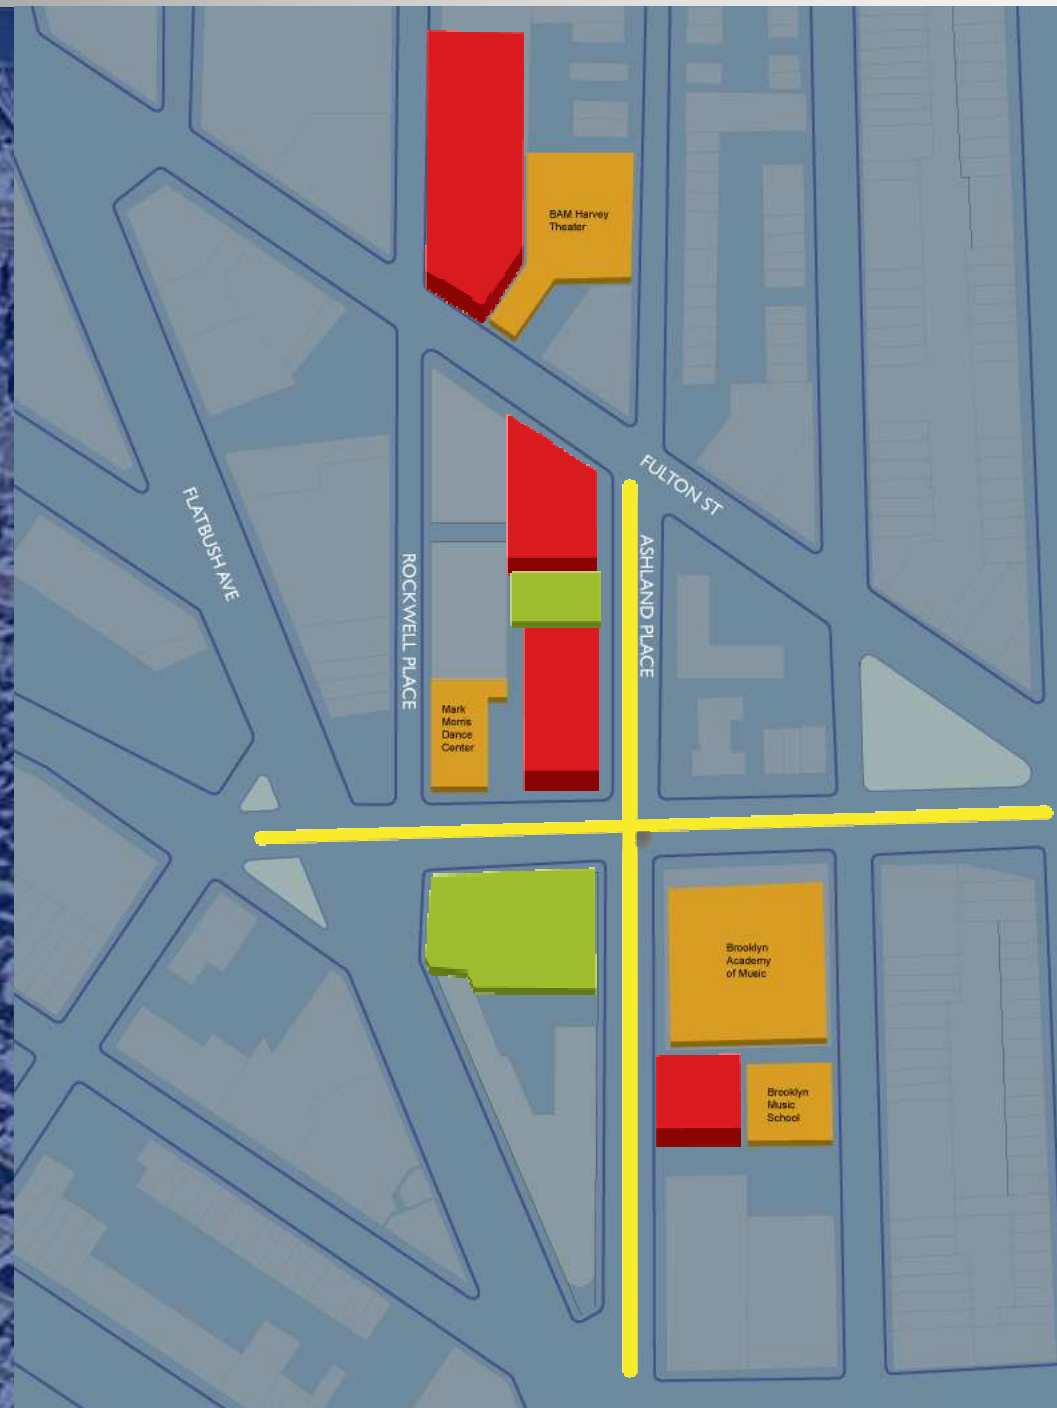 BAM Harvey
Theater
FULTON ST
FLATBUSH AVE
ASHLAND PLACE
ROCKWELL PLACE
Mark
Morris
Dance
Center
Brooklyn
Academy
of Music
Brooklyn
Music
School